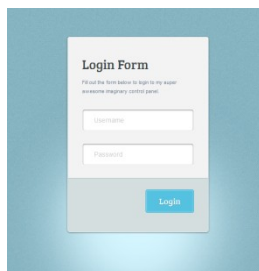 Login Form
Fill out the form below to login to my super
awesome imaginary control panel.
Username
Password
Login